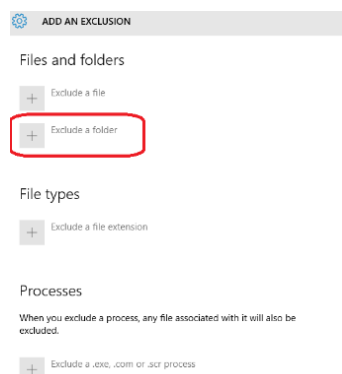 ADD AN EXCLUSION
Files and folders
Exclude a file
Exclude a folder
File types
Exclude a file extension
Processes
When you exclude a process, any file associated with it will also be
excluded.
Exclude a .exe, .com or .scr process